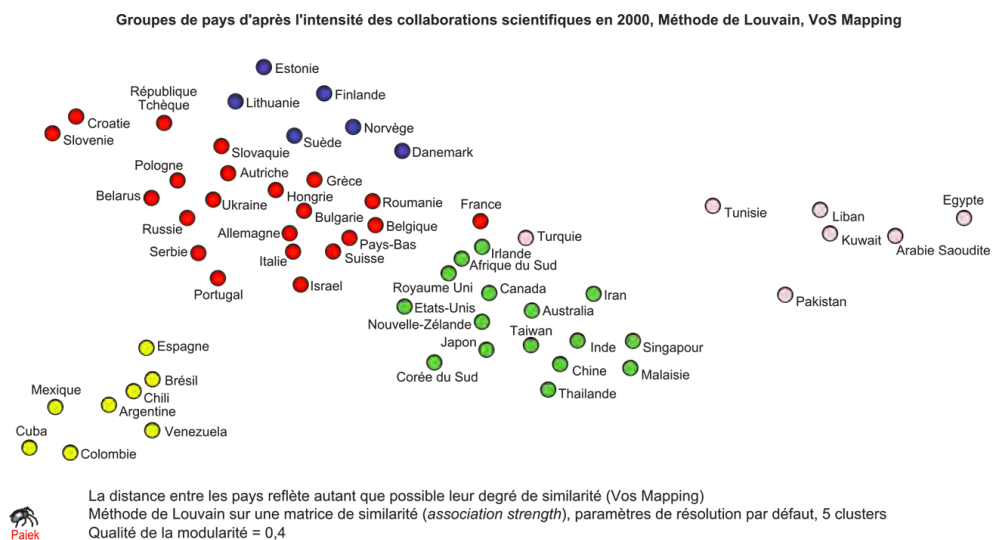 Groupes de pays d'après l'intensité des collaborations scientifiques en 2000, Méthode de Louvain, VoS Mapping
Estonie
République
Tchèque
Finlande
Lithuanie
Croatie
Slovenie
Norvège
Suède
Slovaquie
Danemark
Pologne
Autriche
Grèce
Belarus
Hongrie
Ukraine
Roumanie
France
Bulgarie
Russie
Allemagne
Belgique
Pays-Bas
Serbie
Italie
Suisse
Portugal
Israel
Tunisie
Liban
Egypte
Kuwait
Arabie Saoudite
Turquie
Irlande
Afrique du Sud
Royaume Uni
Canada
Iran
Pakistan
Etats-Unis
Australia
Nouvelle-Zélande
Taiwan
Japon
Inde
Singapour
Corée du Sud
Chine
Malaisie
Thailande
Espagne
Brésil
Mexique
Chili
Argentine
Cuba
Venezuela
Colombie
La distance entre les pays reflète autant que possible leur degré de similarité (Vos Mapping)
Méthode de Louvain sur une matrice de similarité (association strength), paramètres de résolution par défaut, 5 clusters
Qualité de la modularité = 0,4
Pajek